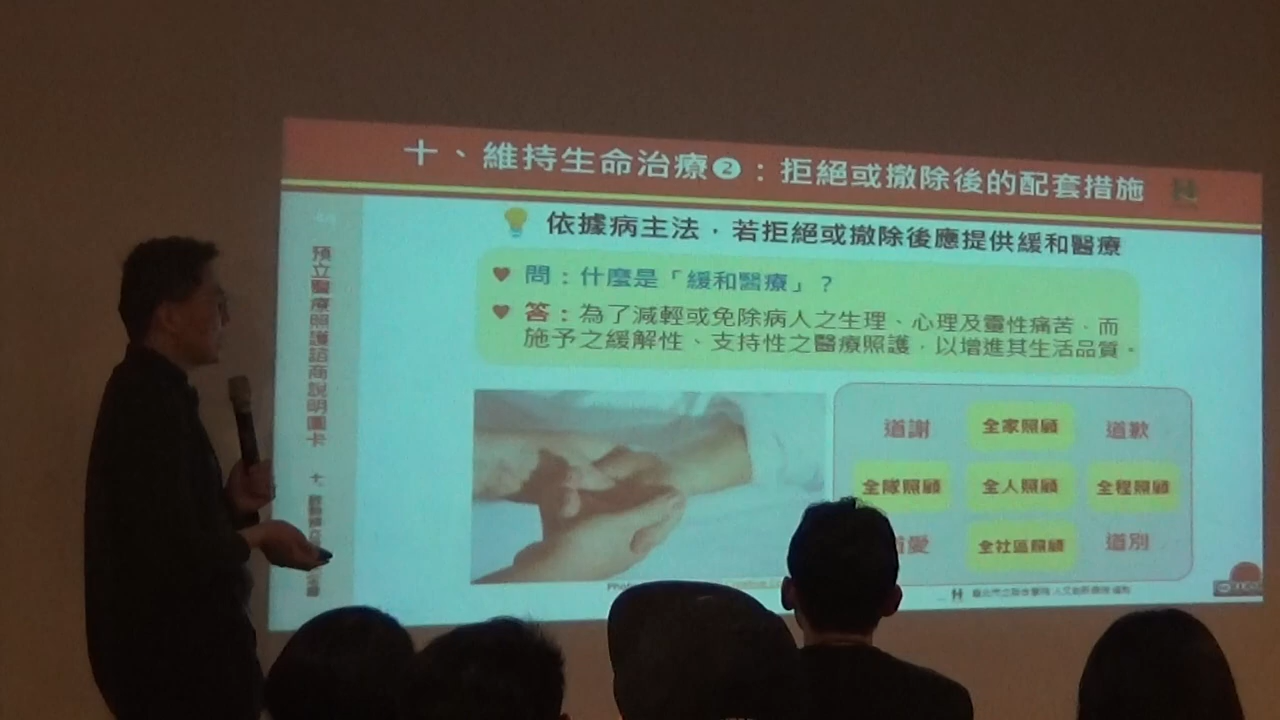 十、維持生命治療❷：拒絕或撤除後的配套措施
依據病主法，若拒絕或撤除後應提供緩和醫療
問：什麼是「緩和醫療」？
答：為了減輕或免除病人之生理、心理及靈性痛苦、而
施予之緩解性、支持性之醫療照護，以增進其生活品質。
預立醫療照護諮商說明圖卡
十、
道謝 全家照顧 道歉
全隊照顧 全人照顧 全程照顧
愛 全社區照顧 道別